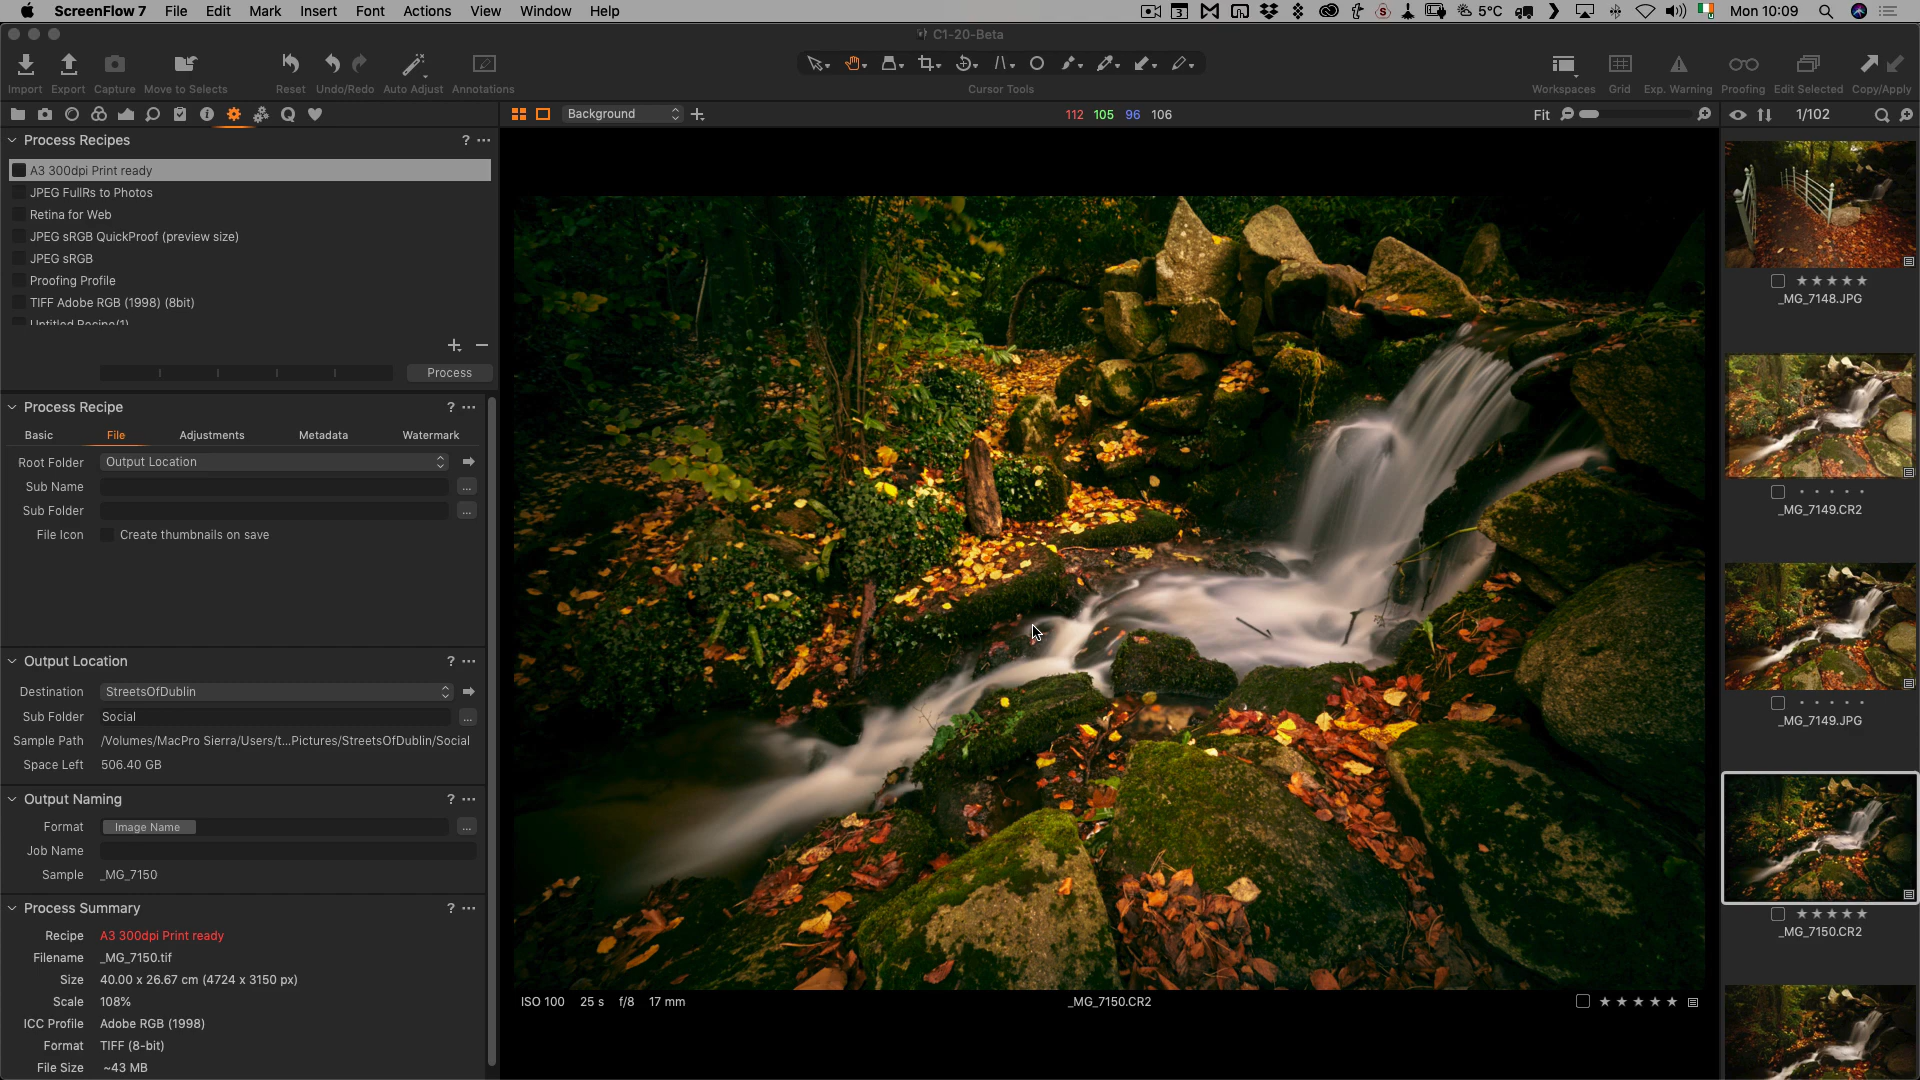 ScreenFlow 7 File Edit Mark Insert Font Actions View Window Help 3 5°C Mon 10:09
C1-20-Beta
Import Export Capture Move to Selects Reset Undo/Redo Auto Adjust Annotations Cursor Tools Workspaces Grid Exp. Warning Proofing Edit Selected Copy/Apply
Background 112 105 96 106 Fit 1/102
Process Recipes ? ...
A3 300dpi Print ready
JPEG FullRs to Photos
Retina for Web
JPEG sRGB QuickProof (preview size)
JPEG sRGB
Proofing Profile
TIFF Adobe RGB (1998) (8bit)
Untitled Recipe(1)
Process
Process Recipe ? ...
Basic File Adjustments Metadata Watermark
Root Folder Output Location
Sub Name ...
Sub Folder ...
File Icon Create thumbnails on save
Output Location ? ...
Destination StreetsOfDublin
Sub Folder Social ...
Sample Path /Volumes/MacPro Sierra/Users/t...Pictures/StreetsOfDublin/Social
Space Left 506.40 GB
Output Naming ? ...
Format Image Name ...
Job Name
Sample _MG_7150
Process Summary ? ...
Recipe A3 300dpi Print ready
Filename _MG_7150.tif
Size 40.00 x 26.67 cm (4724 x 3150 px)
Scale 108%
ICC Profile Adobe RGB (1998)
Format TIFF (8-bit)
File Size ~43 MB
ISO 100 25 s f/8 17 mm _MG_7150.CR2
_MG_7148.JPG
_MG_7149.CR2
_MG_7149.JPG
_MG_7150.CR2